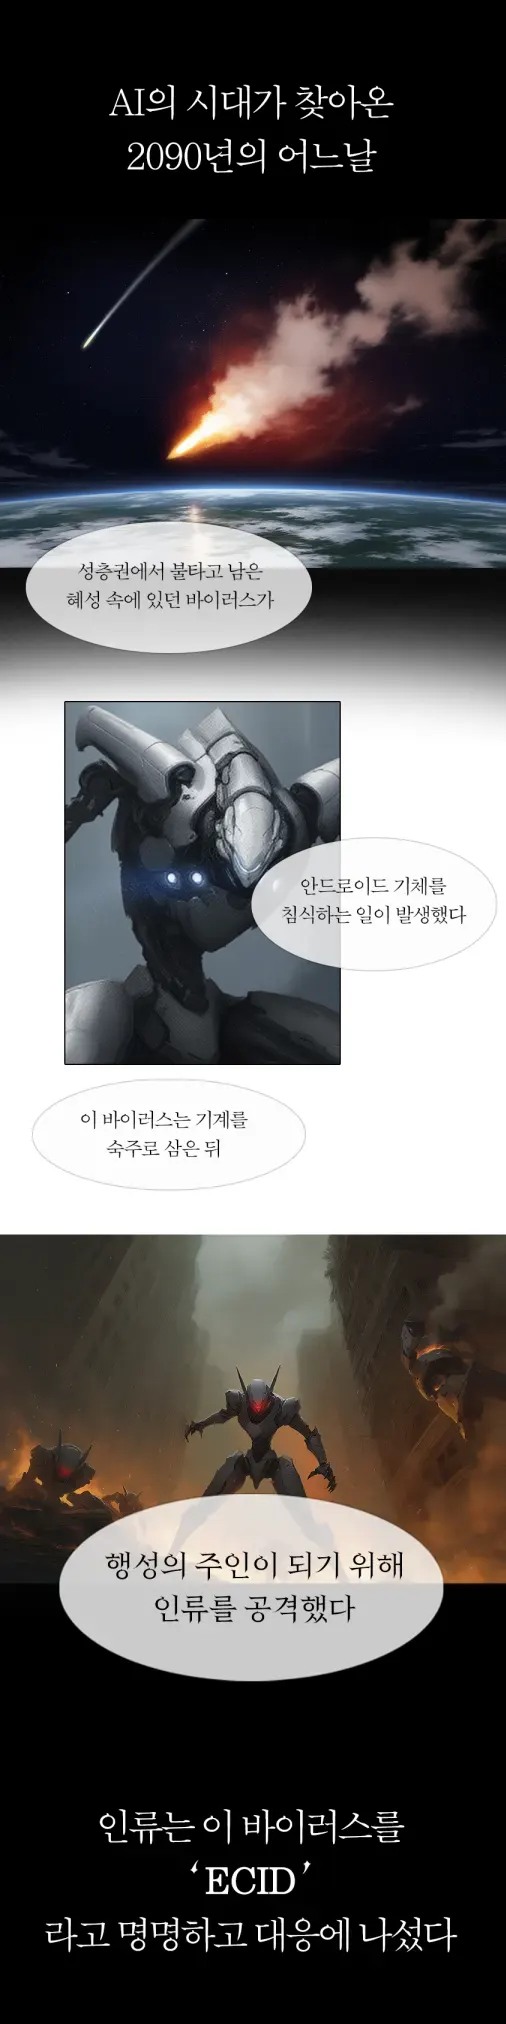 AI의 시대가 찾아온
2090년의 어느날
성층권에서 불타고 남은
혜성 속에 있던 바이러스가
안드로이드 기체를
침식하는 일이 발생했다
이 바이러스는 기계를
숙주로 삼은 뒤
행성의 주인이 되기 위해
인류를 공격했다
인류는 이 바이러스를
‘ECID’
라고 명명하고 대응에 나섰다